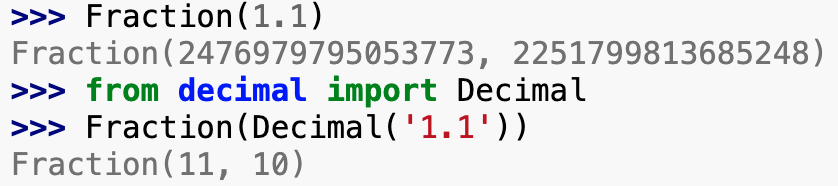 >>> Fraction(1.1)
Fraction(2476979795053773, 2251799813685248)
>>> from decimal import Decimal
>>> Fraction(Decimal('1.1'))
Fraction(11, 10)